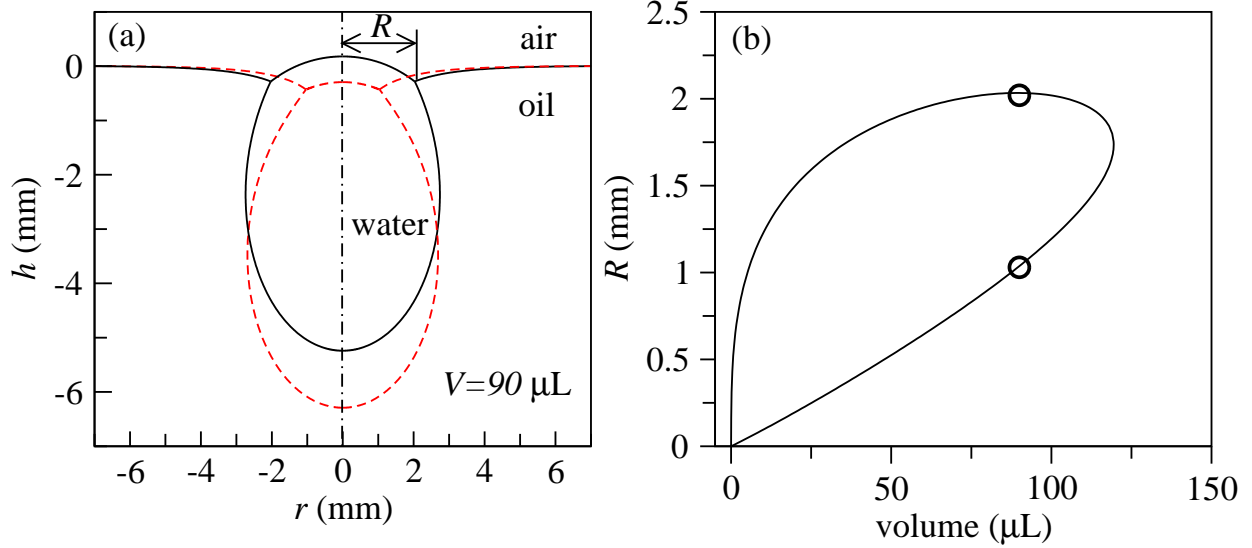 (a)
R
air
oil
water
V=90 μL
0
-2
-4
-6
h (mm)
-6
-4
-2
0
2
4
6
r (mm)
(b)
2.5
2
1.5
1
0.5
0
R (mm)
0
50
100
150
volume (μL)